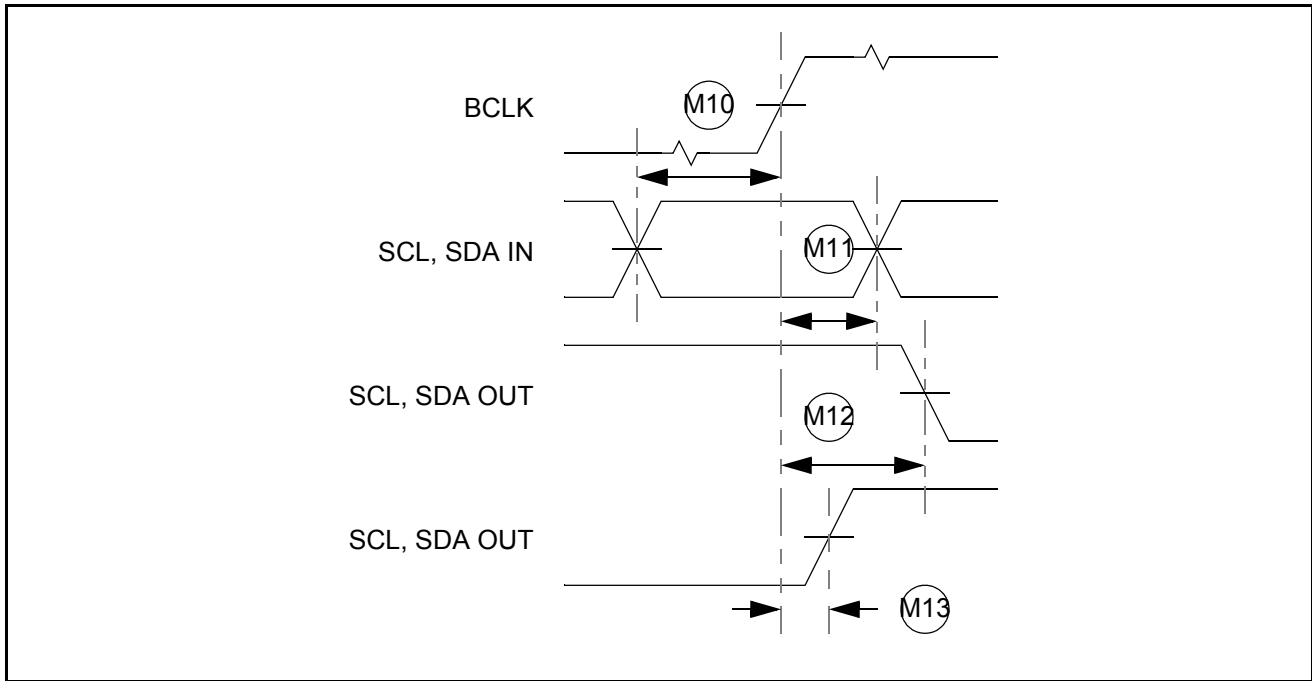 BCLK
M10
SCL, SDA IN
M11
SCL, SDA OUT
M12
SCL, SDA OUT
M13